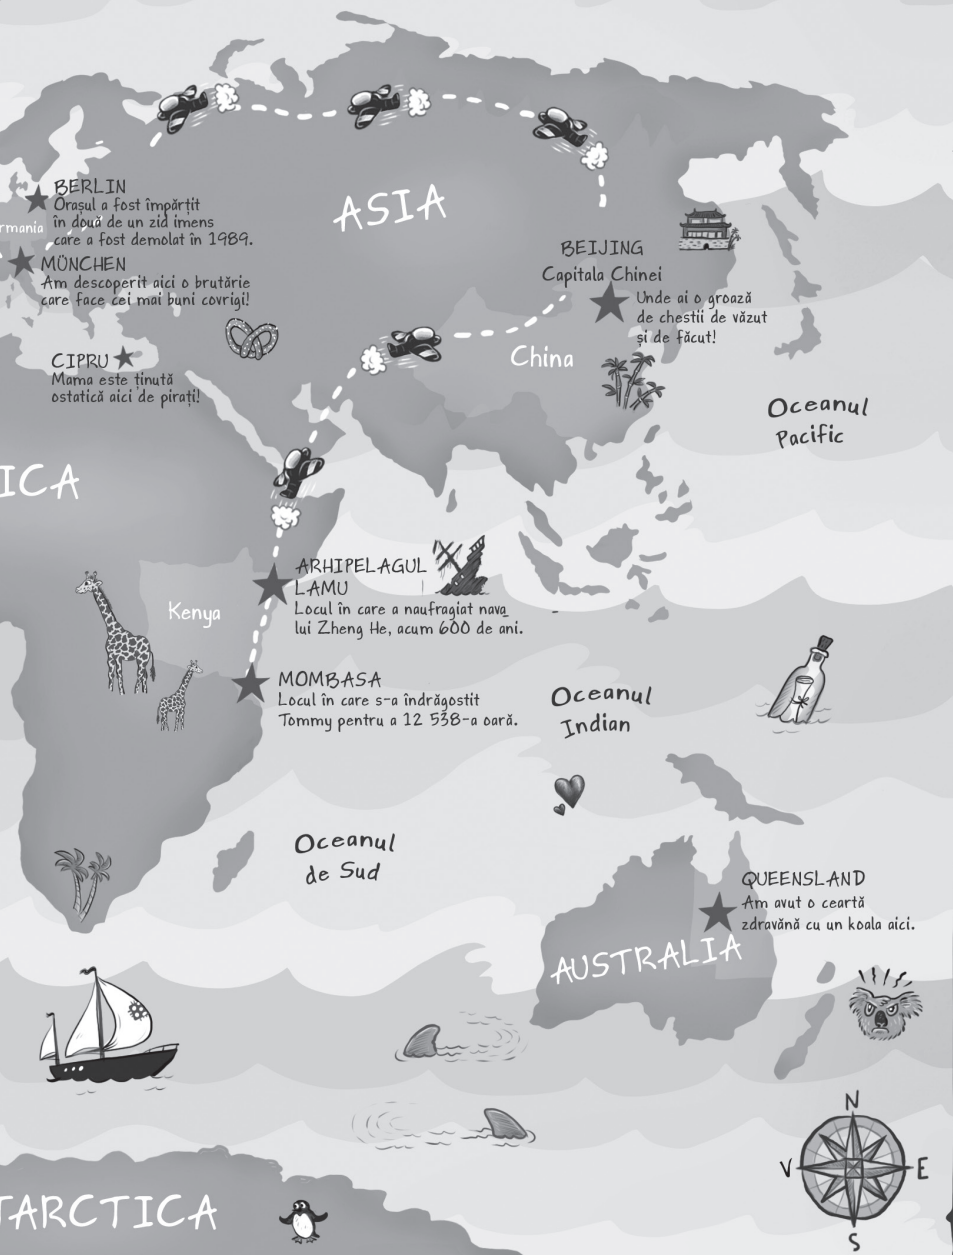 ASIA
BERLIN
Orașul a fost împărțit
în două de un zid imens
care a fost demolat în 1989.
rmania
MÜNCHEN
Am descoperit aici o brutărie
care face cei mai buni covrigi!
BEIJING
Capitala Chinei
Unde ai o groază
de chestii de văzut
și de făcut!
China
CIPRU
Mama este ținută
ostatică aici de pirați!
Oceanul
Pacific
ICA
ARHIPELAGUL
LAMU
Locul în care a naufragiat nava
lui Zheng He, acum 600 de ani.
Kenya
MOMBASA
Locul în care s-a îndrăgostit
Tommy pentru a 12 538-a oară.
Oceanul
Indian
Oceanul
de Sud
QUEENSLAND
Am avut o ceartă
zdravănă cu un koala aici.
AUSTRALIA
N
V
E
S
TARCTICA